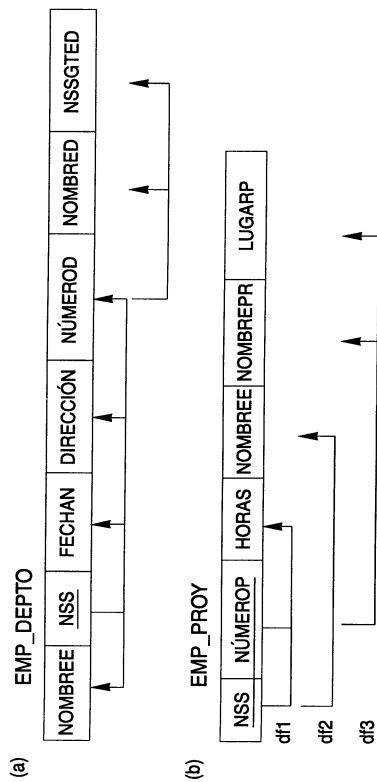 (a)
EMP_DEPTO
NOMBREE NSS FECHAN DIRECCIÓN NÚMEROD NOMBRED NSSGTED
(b)
EMP_PROY
NSS NÚMEROP HORAS NOMBREE NOMBREPR LUGARP
df1
df2
df3